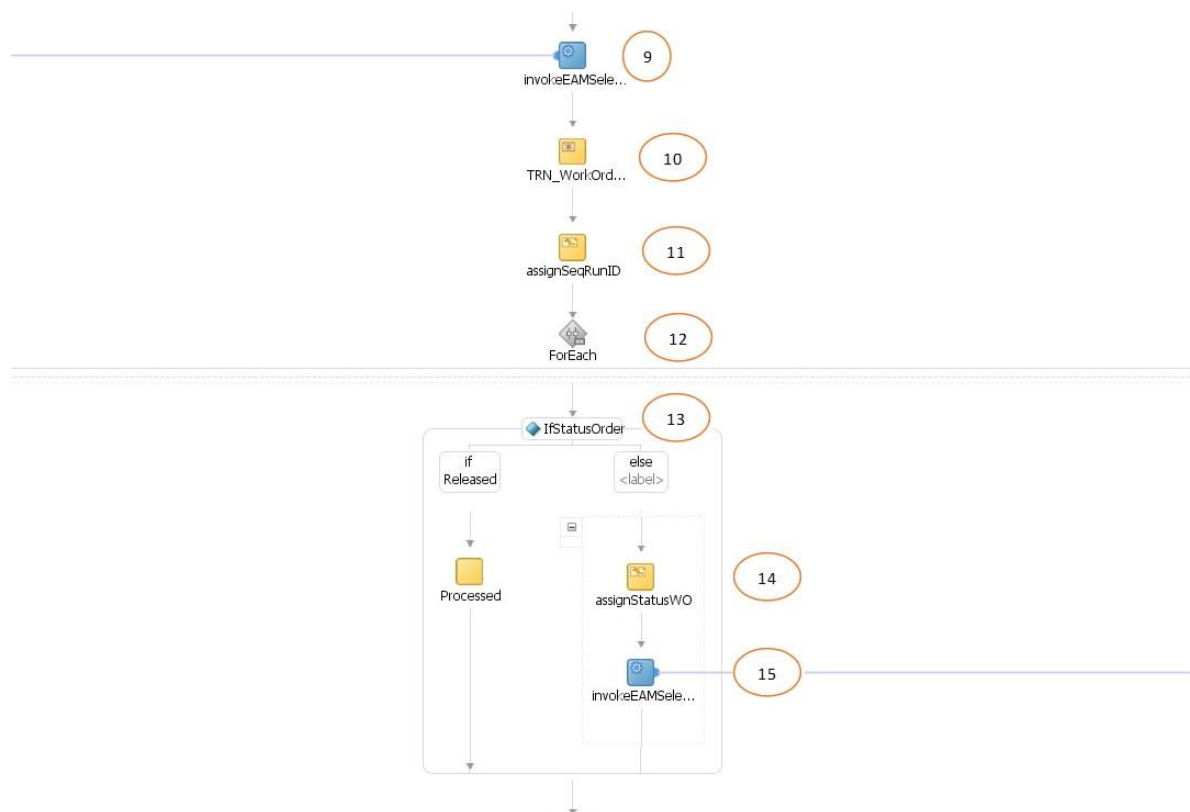 9
invokeEAMSele...
10
TRN_WorkOrd...
11
assignSeqRunID
12
ForEach
13
IfStatusOrder
if
Released
else
<label>
14
Processed
assignStatusWO
15
invokeEAMSele...